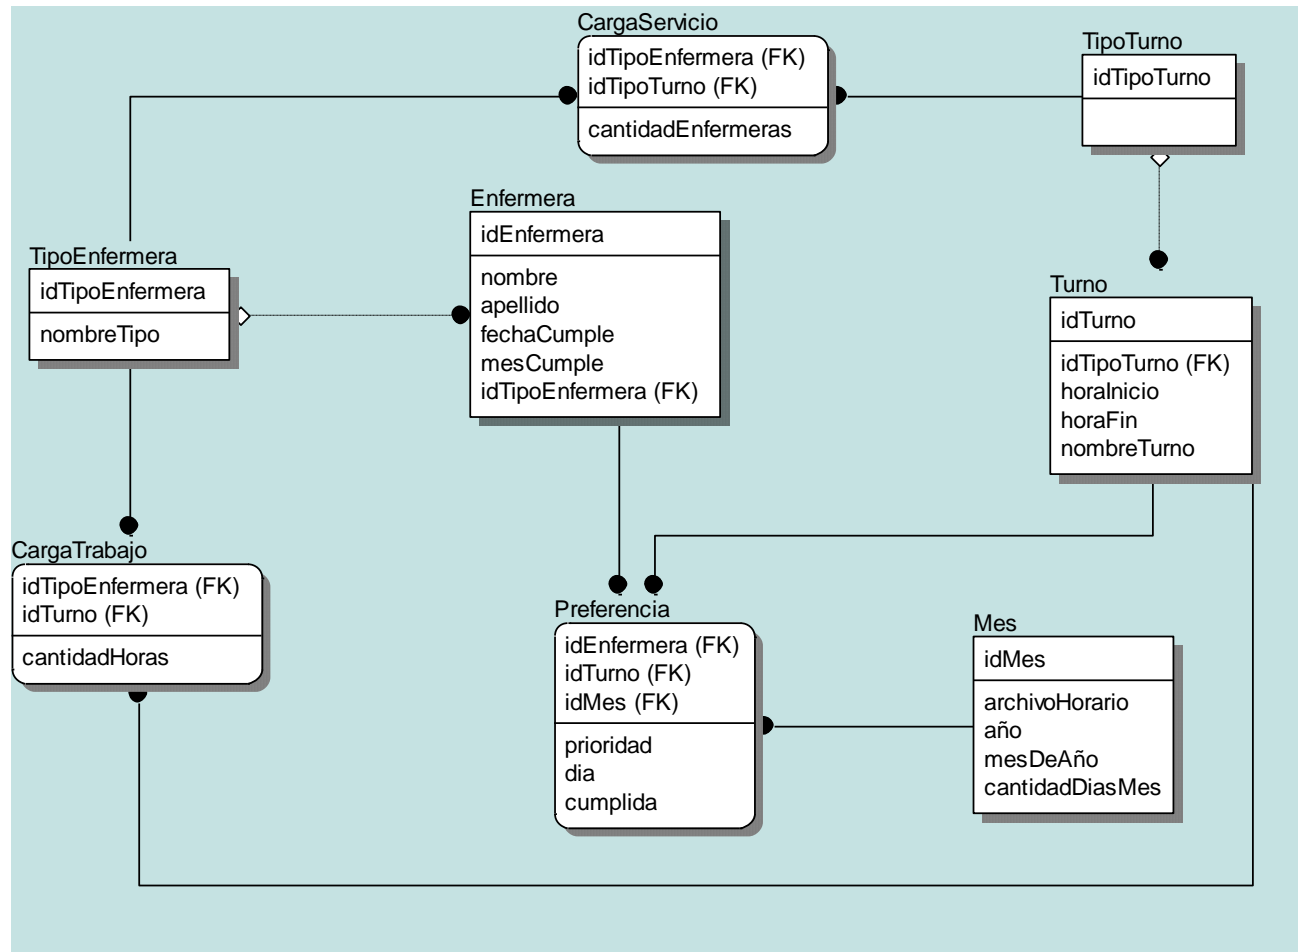 CargaServicio
idTipoEnfermera (FK)
idTipoTurno (FK)
cantidadEnfermeras
TipoTurno
idTipoTurno
Enfermera
idEnfermera
nombre
apellido
fechaCumple
mesCumple
idTipoEnfermera (FK)
TipoEnfermera
idTipoEnfermera
nombreTipo
Turno
idTurno
idTipoTurno (FK)
horaInicio
horaFin
nombreTurno
CargaTrabajo
idTipoEnfermera (FK)
idTurno (FK)
cantidadHoras
Preferencia
idEnfermera (FK)
idTurno (FK)
idMes (FK)
prioridad
dia
cumplida
Mes
idMes
archivoHorario
año
mesDeAño
cantidadDiasMes